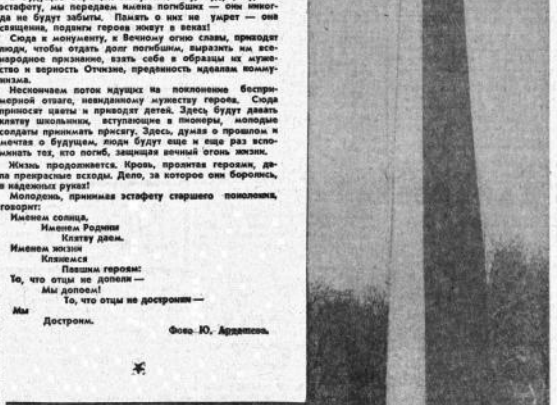 эстафету, мы передаем имена погибших — они никог-
да не будут забыты. Память о них не умрет — она
священна, подвиги героев живут в веках!
Сюда к монументу, к Вечному огню славы, приходят
люди, чтобы отдать долг погибшим, выразить им все-
народное признание, взять себе в образцы их муже-
ство и верность Отчизне, преданность идеалам комму-
низма.
Нескончаем поток идущих на поклонение беспри-
мерной отваге, невиданному мужеству героев. Сюда
приносят цветы и приводят детей. Здесь будут давать
клятву школьники, вступающие в пионеры, молодые
солдаты принимать присягу. Здесь, думая о прошлом и
мечтая о будущем, люди будут еще и еще раз вспо-
минать тех, кто погиб, защищая вечный огонь жизни.
Жизнь продолжается. Кровь, пролитая героями, да-
ла прекрасные всходы. Дело, за которое они боролись,
в надежных руках!
Молодежь, принимая эстафету старшего поколения,
говорит:
Именем солнца,
Именем Родины
Клятву даем.
Именем жизни
Клянемся
Павшим героям:
То, что отцы не допели —
Мы допоем!
То, что отцы не достроили —
Мы
Достроим.
Фото Ю.